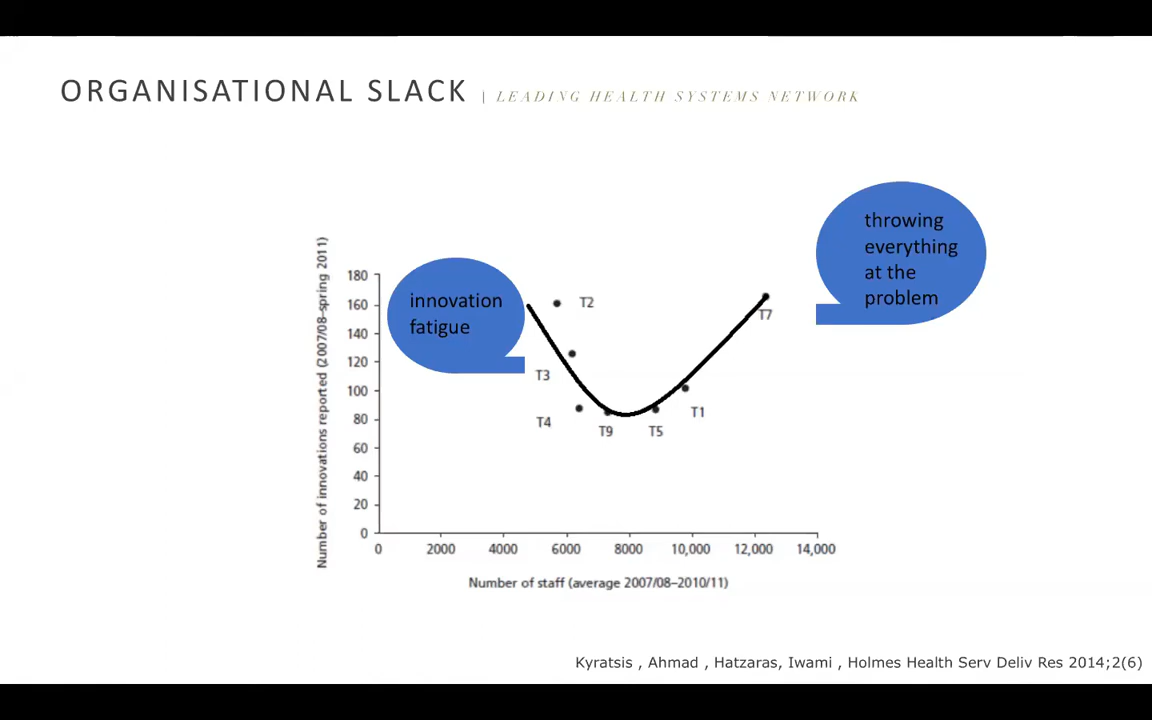 ORGANISATIONAL SLACK | LEADING HEALTH SYSTEMS NETWORK
throwing
everything
at the
problem
innovation
fatigue
Number of innovations reported (2007/08–spring 2011)
180
160
140
120
100
80
60
40
20
0
T2
T3
T4
T9
T5
T1
T7
0 2000 4000 6000 8000 10,000 12,000 14,000
Number of staff (average 2007/08–2010/11)
Kyratsis , Ahmad , Hatzaras, Iwami , Holmes Health Serv Deliv Res 2014;2(6)